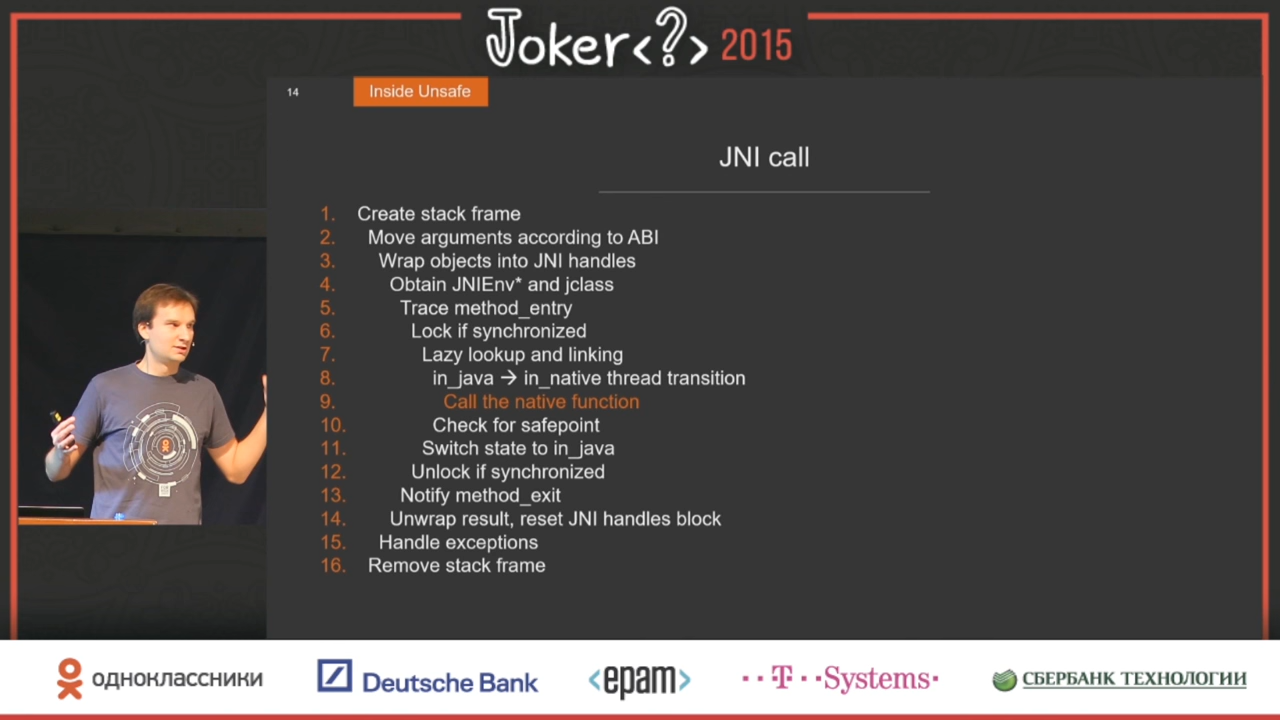 Joker<?> 2015
14
Inside Unsafe
JNI call
1. Create stack frame
2. Move arguments according to ABI
3. Wrap objects into JNI handles
4. Obtain JNIEnv* and jclass
5. Trace method_entry
6. Lock if synchronized
7. Lazy lookup and linking
8. in_java → in_native thread transition
9. Call the native function
10. Check for safepoint
11. Switch state to in_java
12. Unlock if synchronized
13. Notify method_exit
14. Unwrap result, reset JNI handles block
15. Handle exceptions
16. Remove stack frame
одноклассники
Deutsche Bank
<epam>
··T··Systems·
СБЕРБАНК ТЕХНОЛОГИИ